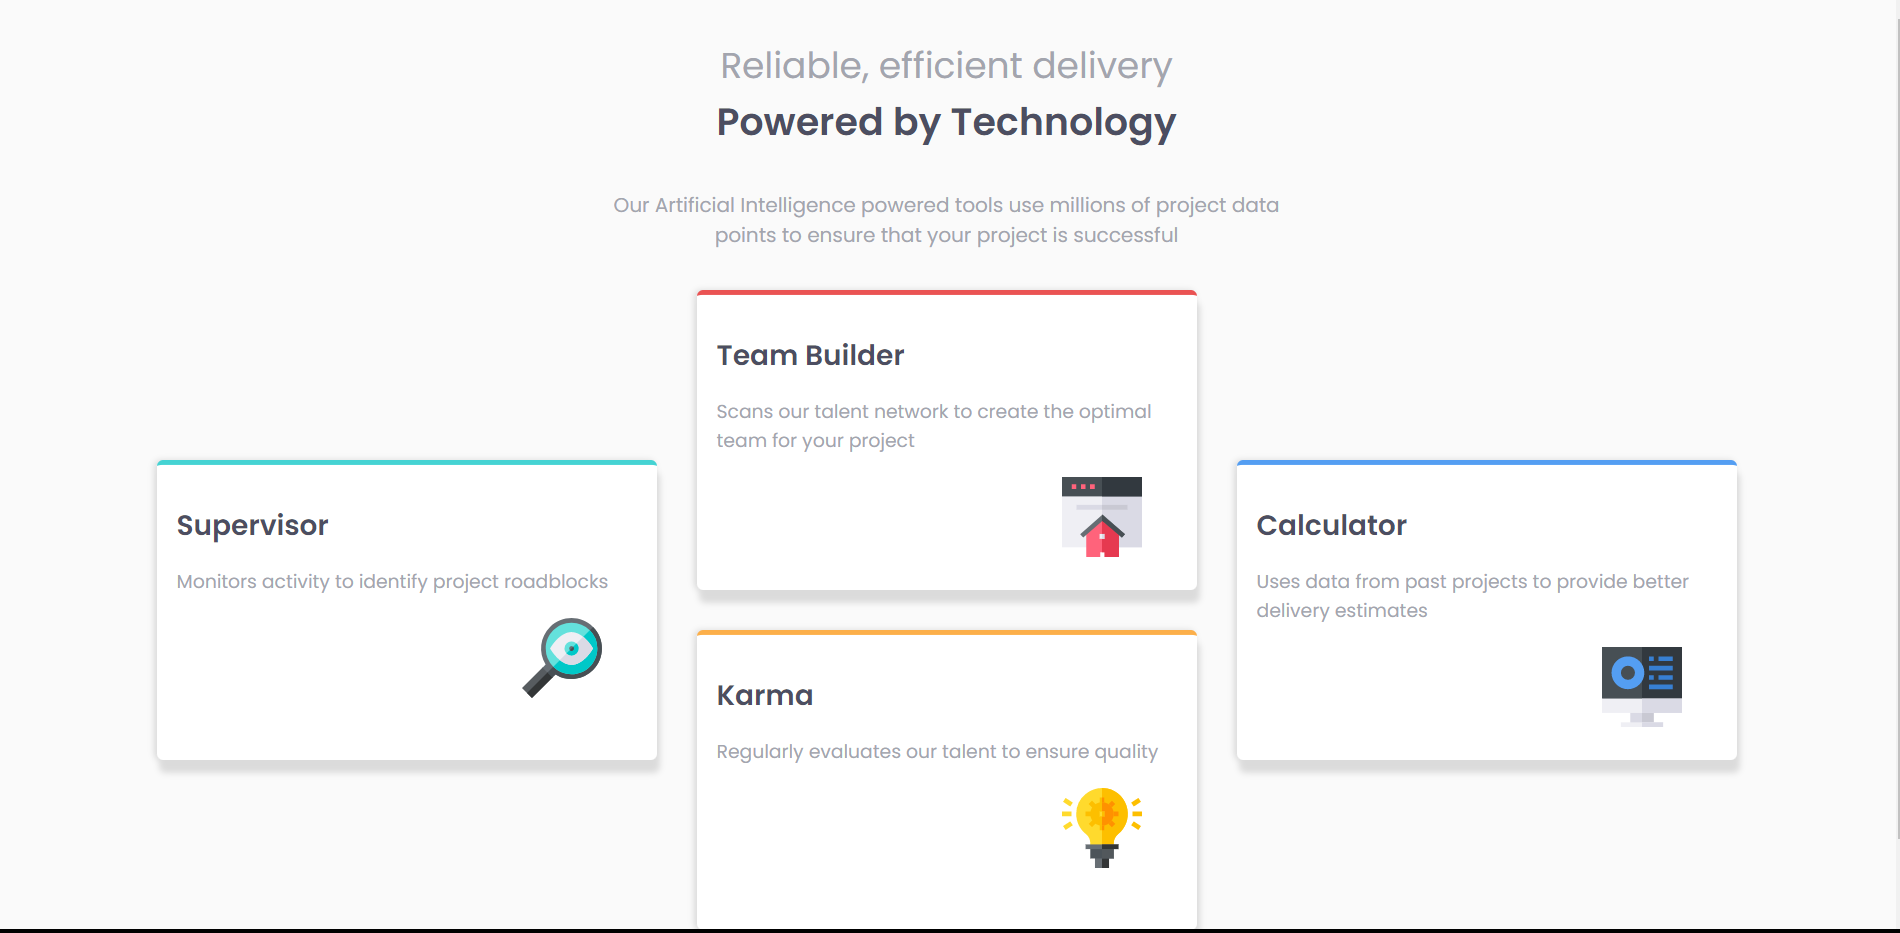 Reliable, efficient delivery
Powered by Technology
Our Artificial Intelligence powered tools use millions of project data
points to ensure that your project is successful
Team Builder
Scans our talent network to create the optimal
team for your project
Supervisor
Monitors activity to identify project roadblocks
Calculator
Uses data from past projects to provide better
delivery estimates
Karma
Regularly evaluates our talent to ensure quality